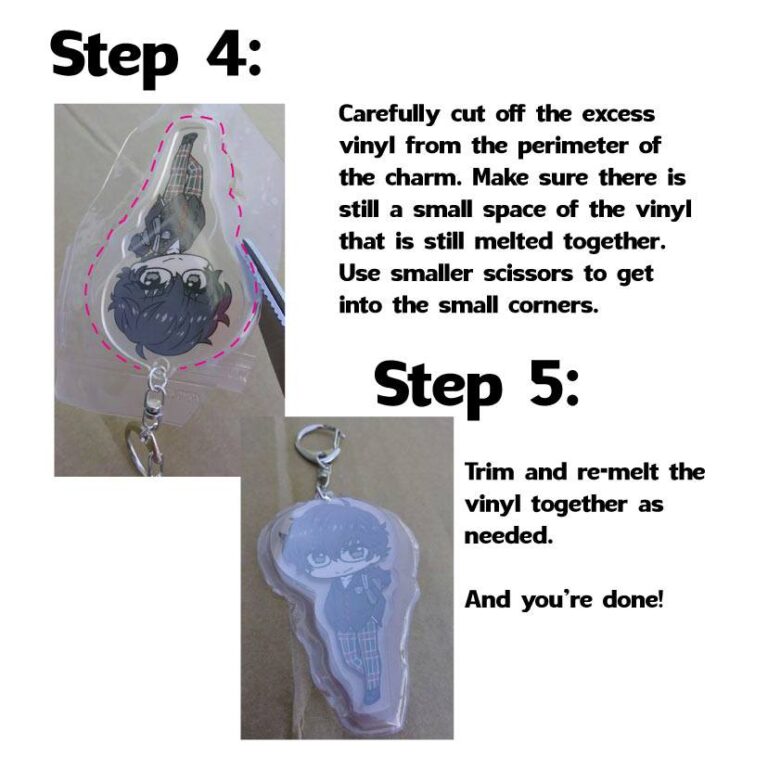 Step 4:
Carefully cut off the excess
vinyl from the perimeter of
the charm. Make sure there is
still a small space of the vinyl
that is still melted together.
Use smaller scissors to get
into the small corners.
Step 5:
Trim and re-melt the
vinyl together as
needed.
And you're done!